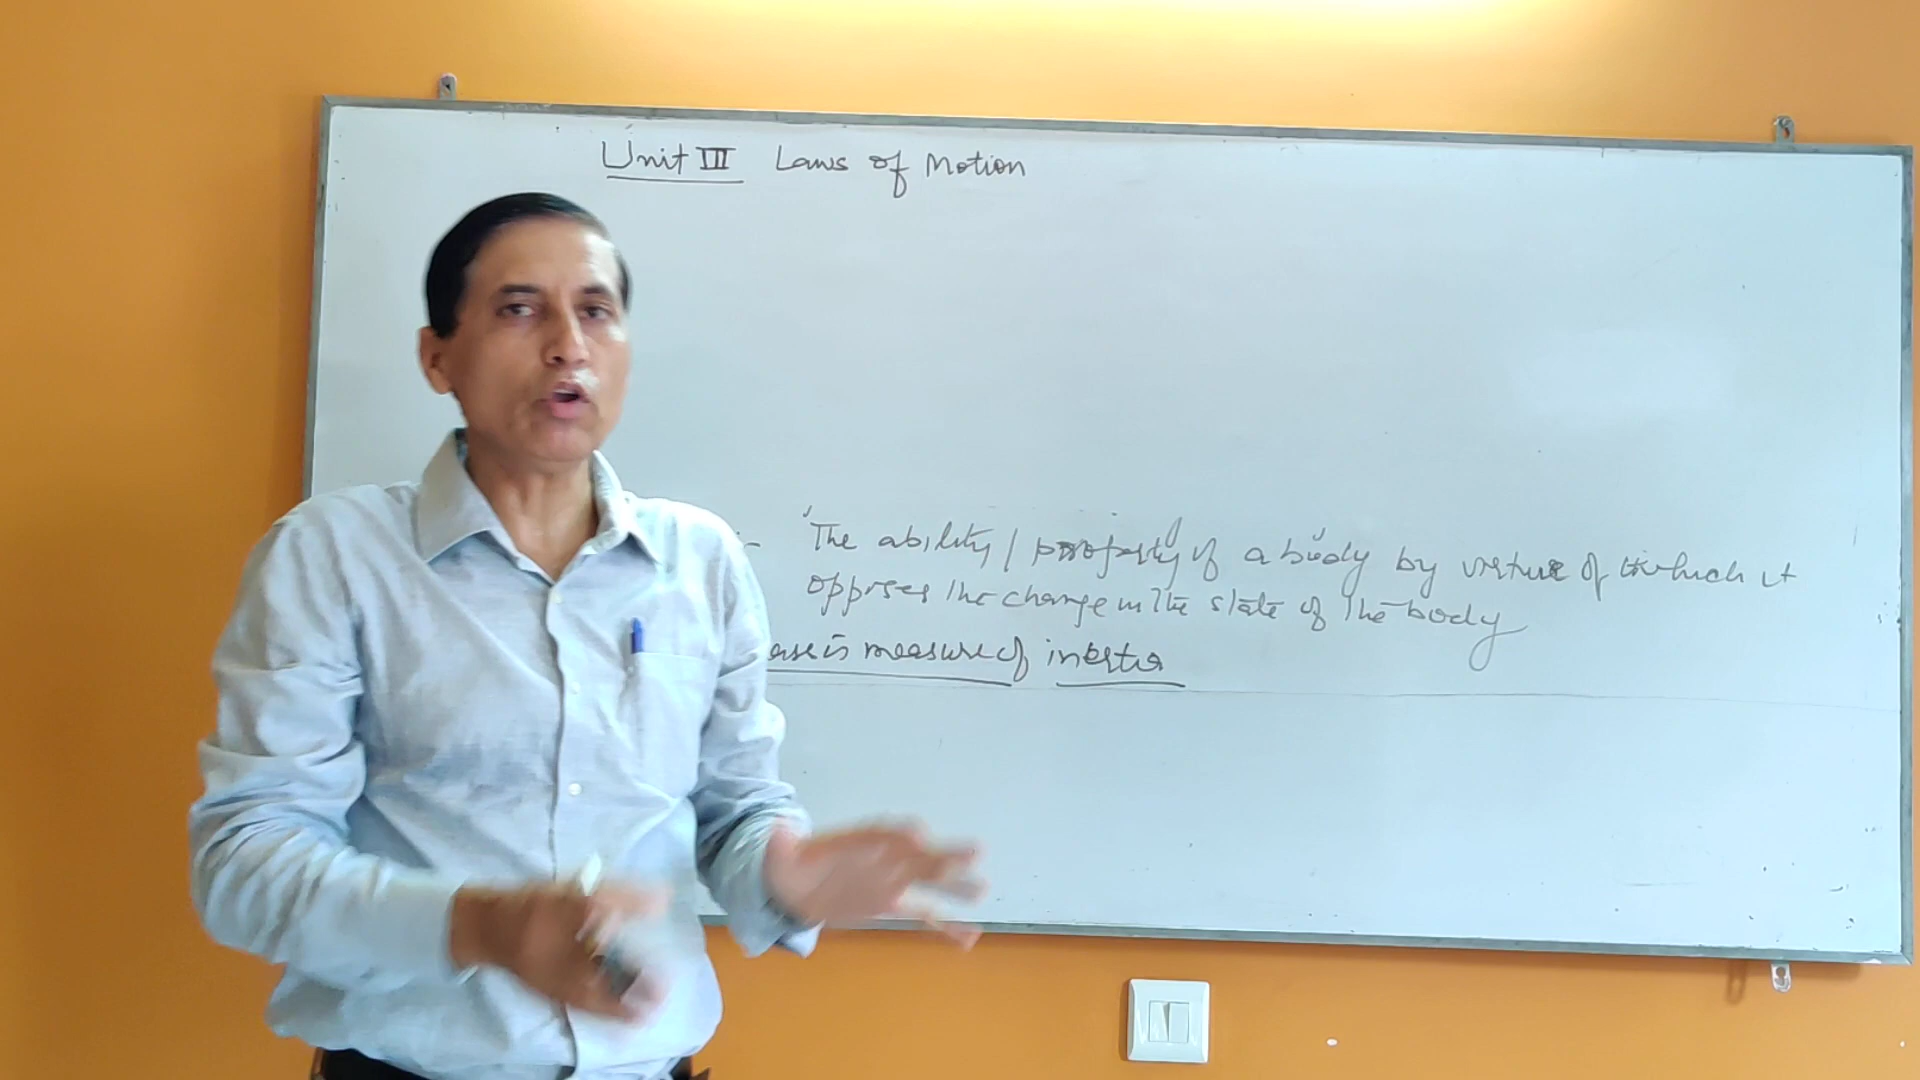 Unit III Laws of Motion
The ability / property of a body by virtue of which it
opposes the change in the state of the body
is measure of inertia